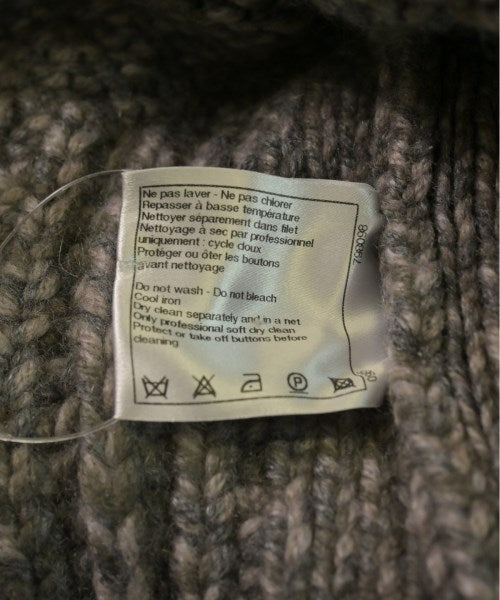 Ne pas laver - Ne pas chlorer
Repasser à basse température
Nettoyer séparement dans filet
Nettoyage à sec par professionnel
uniquement : cycle doux
Protéger ou ôter les boutons
avant nettoyage
Do not wash - Do not bleach
Cool iron
Dry clean separately and in a net
Only professional soft dry clean
Protect or take off buttons before
cleaning
P